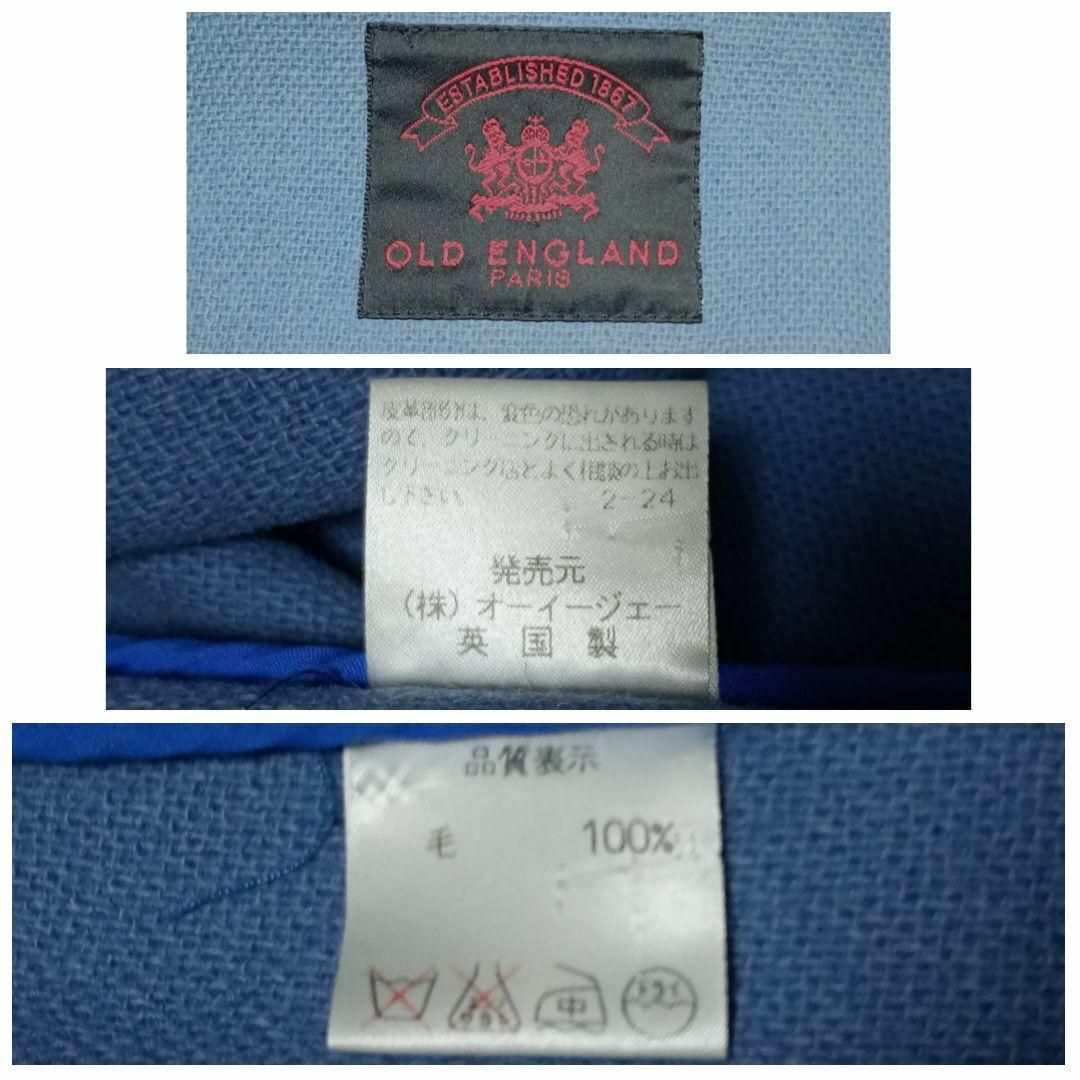 ESTABLISHED 1867
OLD ENGLAND
PARIS
皮革部分は、変色の恐れがあります
ので、クリーニングに出される時は
クリーニング店とよく相談の上お出
し下さい 2-24
発売元
(株)オーイージェー
英国製
品質表示
毛 100%
中